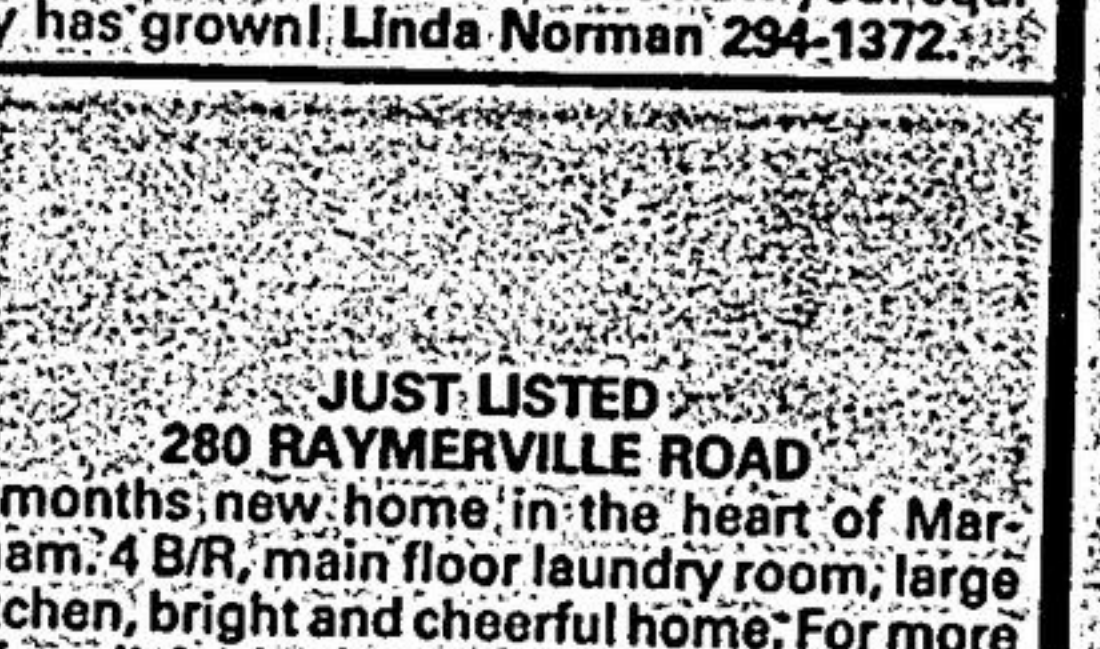 has grown! Linda Norman 294-1372.
JUST LISTED
280 RAYMERVILLE ROAD
months new home in the heart of Mar-
am. 4 B/R, main floor laundry room, large
chen, bright and cheerful home. For more